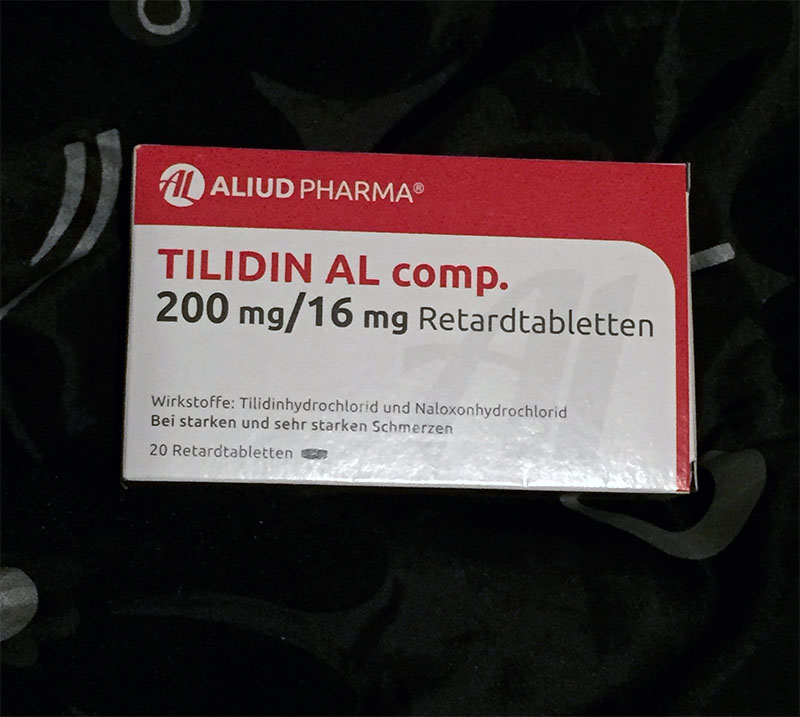 AL ALIUD PHARMA®
TILIDIN AL comp.
200 mg/16 mg Retardtabletten
Wirkstoffe: Tilidinhydrochlorid und Naloxonhydrochlorid
Bei starken und sehr starken Schmerzen
20 Retardtabletten